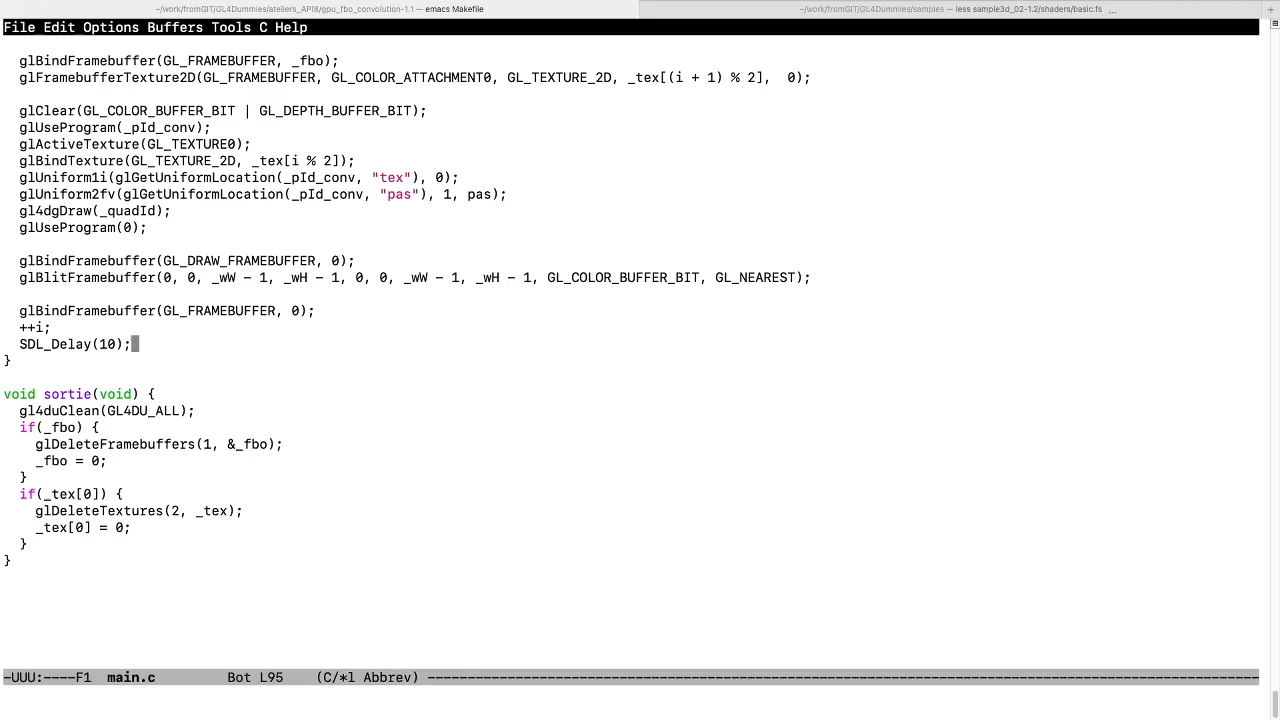 ~/work/fromGIT/GL4Dummies/ateliers_API8/gpu_fbo_convolution-1.1 — emacs Makefile
~/work/fromGIT/GL4Dummies/samples — less sample3d_02-1.2/shaders/basic.fs ...
+
File Edit Options Buffers Tools C Help
glBindFramebuffer(GL_FRAMEBUFFER, _fbo);
glFramebufferTexture2D(GL_FRAMEBUFFER, GL_COLOR_ATTACHMENT0, GL_TEXTURE_2D, _tex[(i + 1) % 2],  0);
glClear(GL_COLOR_BUFFER_BIT | GL_DEPTH_BUFFER_BIT);
glUseProgram(_pId_conv);
glActiveTexture(GL_TEXTURE0);
glBindTexture(GL_TEXTURE_2D, _tex[i % 2]);
glUniform1i(glGetUniformLocation(_pId_conv, "tex"), 0);
glUniform2fv(glGetUniformLocation(_pId_conv, "pas"), 1, pas);
gl4dgDraw(_quadId);
glUseProgram(0);
glBindFramebuffer(GL_DRAW_FRAMEBUFFER, 0);
glBlitFramebuffer(0, 0, _wW - 1, _wH - 1, 0, 0, _wW - 1, _wH - 1, GL_COLOR_BUFFER_BIT, GL_NEAREST);
glBindFramebuffer(GL_FRAMEBUFFER, 0);
++i;
SDL_Delay(10);
}
void sortie(void) {
gl4duClean(GL4DU_ALL);
if(_fbo) {
glDeleteFramebuffers(1, &_fbo);
_fbo = 0;
}
if(_tex[0]) {
glDeleteTextures(2, _tex);
_tex[0] = 0;
}
}
-UUU:----F1  main.c         Bot L95    (C/*l Abbrev) --------------------------------------------------------------------------------------------------------